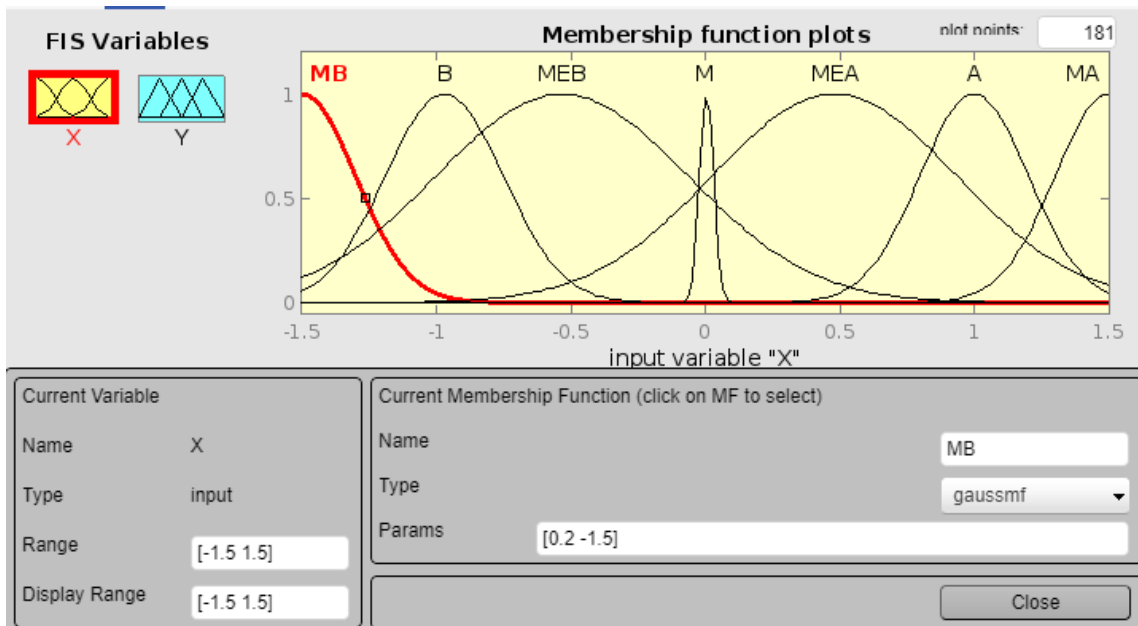 FIS Variables
X
Y
Membership function plots
plot points:
181
MB
B
MEB
M
MEA
A
MA
1
0.5
0
-1.5
-1
-0.5
0
0.5
1
1.5
input variable "X"
Current Variable
Name
X
Type
input
Range
[-1.5 1.5]
Display Range
[-1.5 1.5]
Current Membership Function (click on MF to select)
Name
MB
Type
gaussmf
Params
[0.2 -1.5]
Close